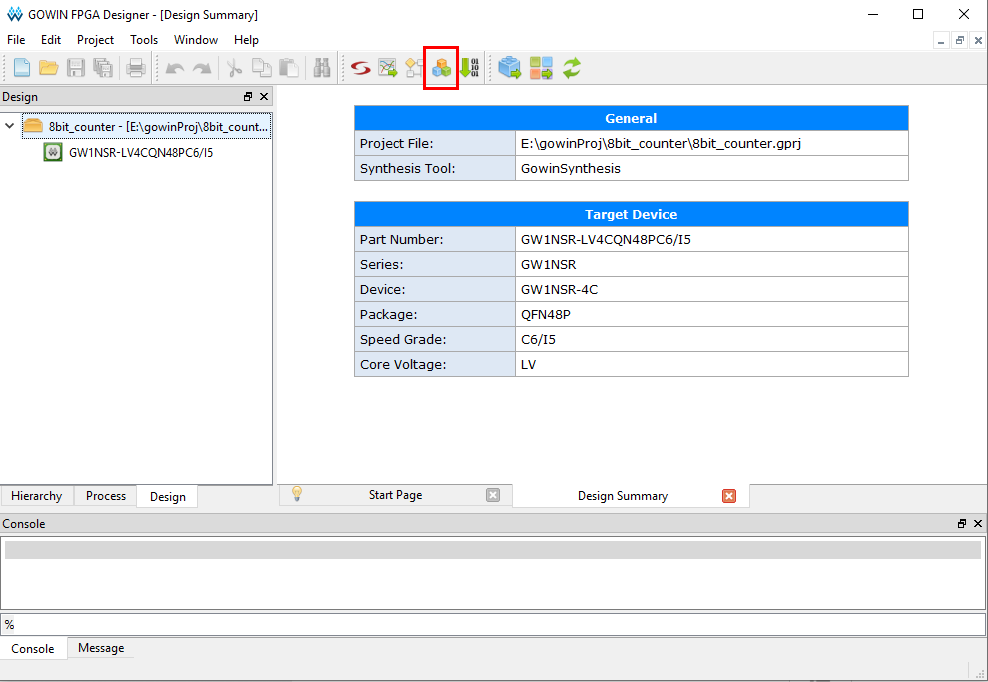 GOWIN FPGA Designer - [Design Summary]
File Edit Project Tools Window Help
Design
8bit_counter - [E:\gowinProj\8bit_count...
GW1NSR-LV4CQN48PC6/I5
General
Project File: E:\gowinProj\8bit_counter\8bit_counter.gprj
Synthesis Tool: GowinSynthesis
Target Device
Part Number: GW1NSR-LV4CQN48PC6/I5
Series: GW1NSR
Device: GW1NSR-4C
Package: QFN48P
Speed Grade: C6/I5
Core Voltage: LV
Hierarchy Process Design
Start Page Design Summary
Console
%
Console Message